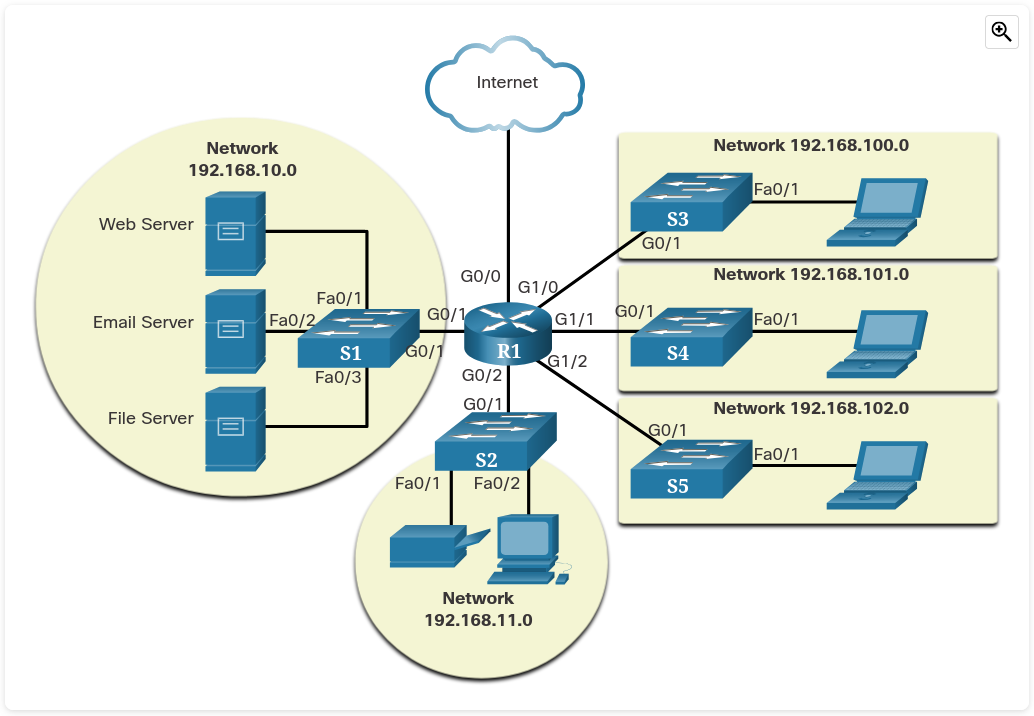 Internet
Network
192.168.10.0
Web Server
Email Server
File Server
Fa0/1
Fa0/2
Fa0/3
S1
G0/1
G0/1
G0/0
G1/0
G1/1
G1/2
R1
G0/2
G0/1
S2
Fa0/1
Fa0/2
Network
192.168.11.0
Network 192.168.100.0
S3
Fa0/1
G0/1
Network 192.168.101.0
G0/1
S4
Fa0/1
Network 192.168.102.0
G0/1
S5
Fa0/1